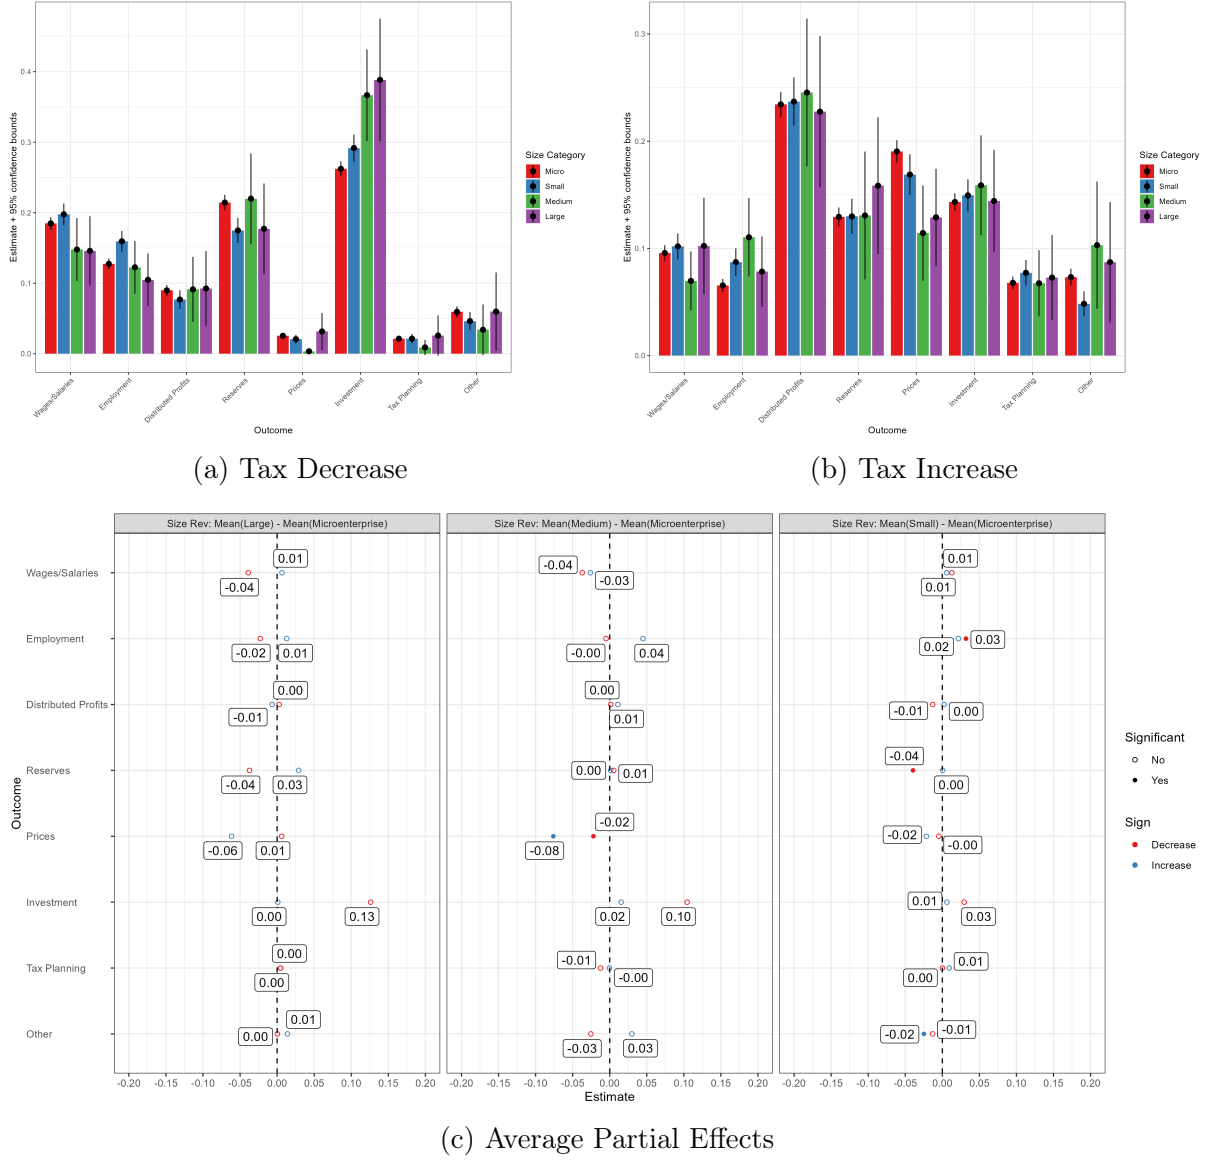 Estimate + 95% confidence bounds
0.4
0.3
0.2
0.1
0.0
Wages/Salaries
Employment
Distributed Profits
Reserves
Prices
Investment
Tax Planning
Other
Outcome
Size Category
Micro
Small
Medium
Large
(a) Tax Decrease
Estimate + 95% confidence bounds
0.3
0.2
0.1
0.0
Wages/Salaries
Employment
Distributed Profits
Reserves
Prices
Investment
Tax Planning
Other
Outcome
Size Category
Micro
Small
Medium
Large
(b) Tax Increase
Size Rev: Mean(Large) - Mean(Microenterprise)
Size Rev: Mean(Medium) - Mean(Microenterprise)
Size Rev: Mean(Small) - Mean(Microenterprise)
Outcome
Wages/Salaries
0.01
-0.04
-0.04
-0.03
0.01
0.01
Employment
-0.02
0.01
-0.00
0.04
0.02
0.03
Distributed Profits
0.00
-0.01
0.00
0.01
-0.01
0.00
Reserves
-0.04
0.03
0.00
0.01
-0.04
0.00
Prices
-0.06
0.01
-0.02
-0.08
-0.02
-0.00
Investment
0.00
0.13
0.02
0.10
0.01
0.03
Tax Planning
0.00
0.00
-0.01
-0.00
0.00
0.01
Other
0.00
0.01
-0.03
0.03
-0.02
-0.01
-0.20 -0.15 -0.10 -0.05 0.00 0.05 0.10 0.15 0.20
-0.20 -0.15 -0.10 -0.05 0.00 0.05 0.10 0.15 0.20
-0.20 -0.15 -0.10 -0.05 0.00 0.05 0.10 0.15 0.20
Estimate
Significant
No
Yes
Sign
Decrease
Increase
(c) Average Partial Effects